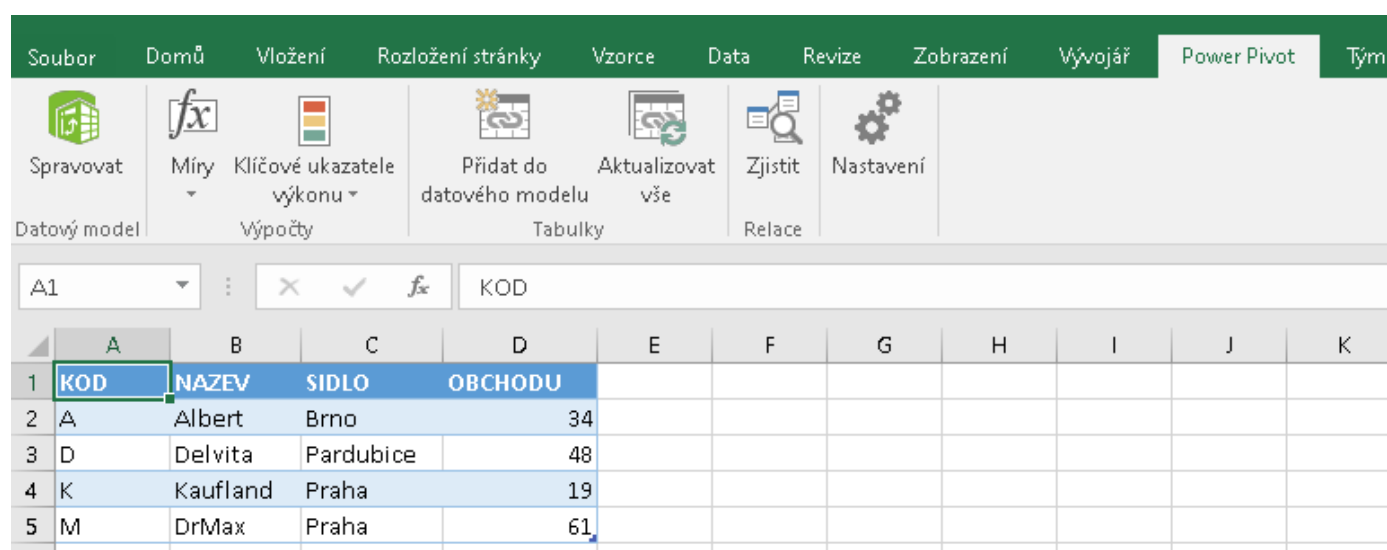 Soubor Domů Vložení Rozložení stránky Vzorce Data Revize Zobrazení Vývojář Power Pivot Tým
Spravovat Míry Klíčové ukazatele Přidat do Aktualizovat Zjistit Nastavení
výkonu datového modelu vše
Datový model Výpočty Tabulky Relace
A1 fx KOD
A B C D E F G H I J K
1 KOD NAZEV SIDLO OBCHODU
2 A Albert Brno 34
3 D Delvita Pardubice 48
4 K Kaufland Praha 19
5 M DrMax Praha 61